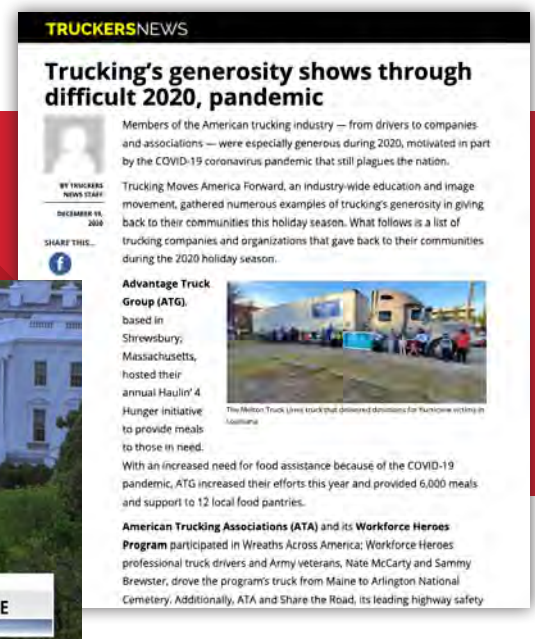 TRUCKERSNEWS
Trucking's generosity shows through
difficult 2020, pandemic
Members of the American trucking industry — from drivers to companies
and associations — were especially generous during 2020, motivated in part
by the COVID-19 coronavirus pandemic that still plagues the nation.
BY TRUCKERS
NEWS STAFF
DECEMBER 19,
2020
SHARE THIS...
f
Trucking Moves America Forward, an industry-wide education and image
movement, gathered numerous examples of trucking's generosity in giving
back to their communities this holiday season. What follows is a list of
trucking companies and organizations that gave back to their communities
during the 2020 holiday season.
Advantage Truck
Group (ATG),
based in
Shrewsbury,
Massachusetts,
hosted their
annual Haulin' 4
Hunger initiative
to provide meals
to those in need.
The Melton Truck Lines truck that delivered donations for hurricane victims in
Louisiana
With an increased need for food assistance because of the COVID-19
pandemic, ATG increased their efforts this year and provided 6,000 meals
and support to 12 local food pantries.
American Trucking Associations (ATA) and its Workforce Heroes
Program participated in Wreaths Across America; Workforce Heroes
professional truck drivers and Army veterans, Nate McCarty and Sammy
Brewster, drove the program's truck from Maine to Arlington National
Cemetery. Additionally, ATA and Share the Road, its leading highway safety
E